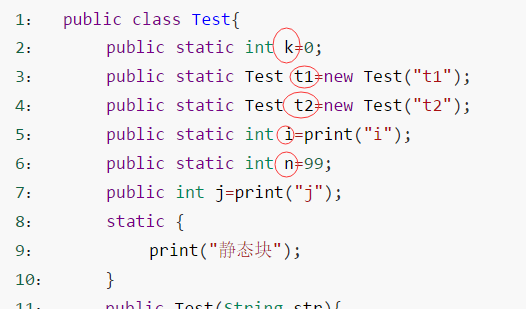 1: public class Test{
2: public static int k=0;
3: public static Test t1=new Test("t1");
4: public static Test t2=new Test("t2");
5: public static int i=print("i");
6: public static int n=99;
7: public int j=print("j");
8: static {
9: print("静态块");
10: }
11: public Test(String str){